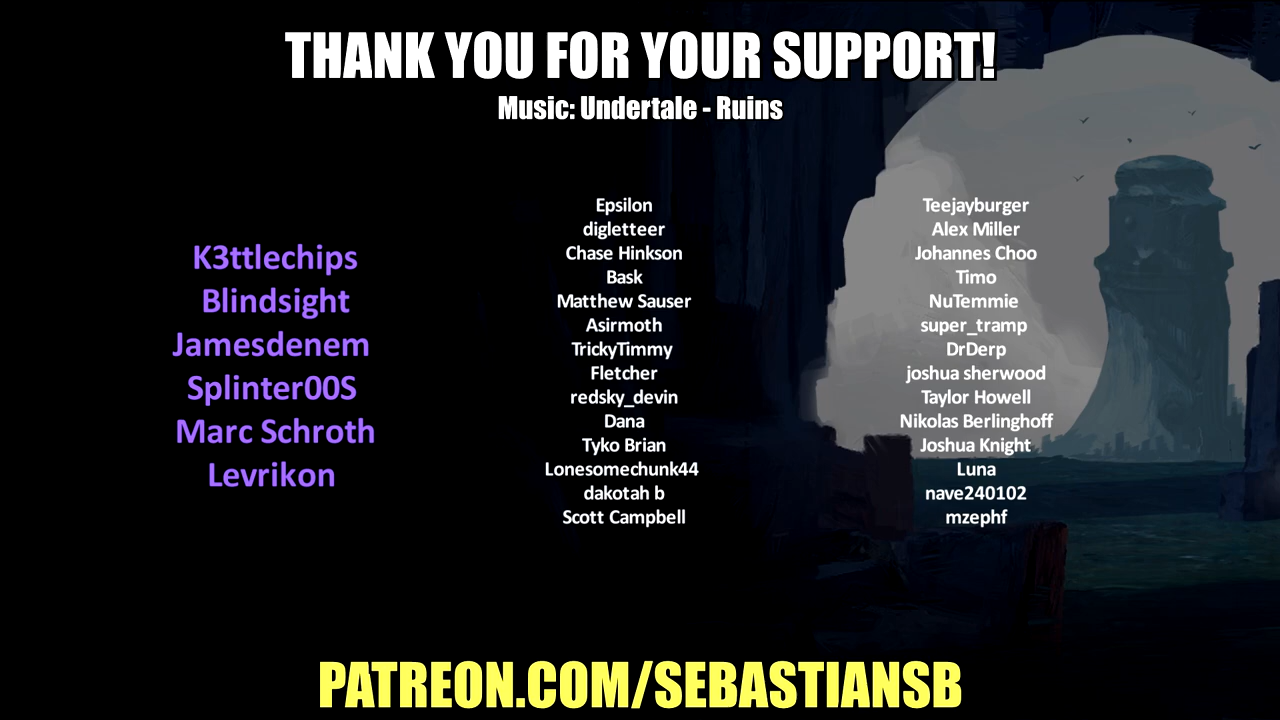 THANK YOU FOR YOUR SUPPORT!
Music: Undertale - Ruins
K3ttlechips
Blindsight
Jamesdenem
Splinter00S
Marc Schroth
Levrikon
Epsilon
digletteer
Chase Hinkson
Bask
Matthew Sauser
Asirmoth
TrickyTimmy
Fletcher
redsky_devin
Dana
Tyko Brian
Lonesomechunk44
dakotah b
Scott Campbell
Teejayburger
Alex Miller
Johannes Choo
Timo
NuTemmie
super_tramp
DrDerp
joshua sherwood
Taylor Howell
Nikolas Berlinghoff
Joshua Knight
Luna
nave240102
mzephf
PATREON.COM/SEBASTIANSB